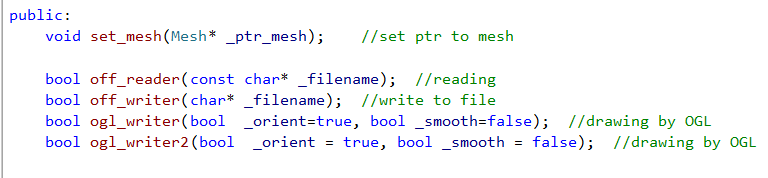 public:
void set_mesh(Mesh* _ptr_mesh);    //set ptr to mesh
bool off_reader(const char* _filename);  //reading
bool off_writer(char* _filename);  //write to file
bool ogl_writer(bool  _orient=true, bool _smooth=false);  //drawing by OGL
bool ogl_writer2(bool  _orient = true, bool _smooth = false);  //drawing by OGL